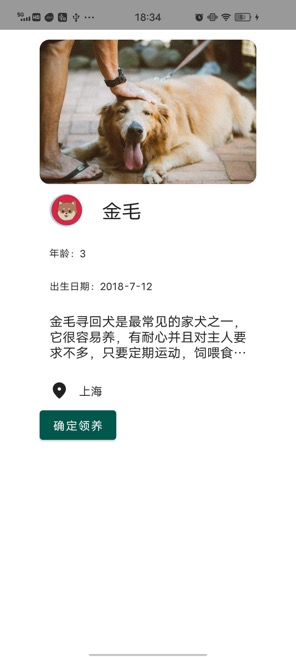 5G HD 18:34
金毛
年龄：3
出生日期：2018-7-12
金毛寻回犬是最常见的家犬之一，
它很容易养，有耐心并且对主人要
求不多，只要定期运动，饲喂食…
上海
确定领养